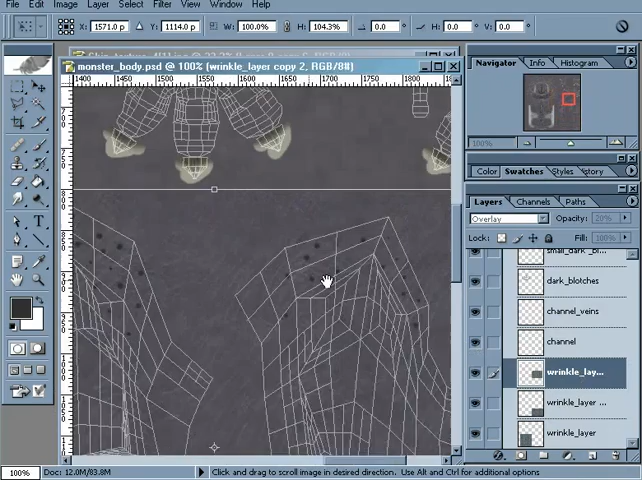 File Edit Image Layer Select Filter View Window Help
X: 1571.0 p Y: 1114.0 p W: 100.0% H: 104.3% 0.0 H: 0.0 V: 0.0
monster_body.psd @ 100% (wrinkle_layer copy 2, RGB/8#)
1400 1450 1500 1560 1600 1650 1700 1750 1800
Navigator Info Histogram
100%
Color Swatches Styles istory
Layers Channels Paths
Overlay Opacity: 20%
Lock: Fill: 100%
small_dark_bl...
dark_blotches
channel_veins
channel
wrinkle_lay...
wrinkle_layer ...
wrinkle_layer
100% Doc: 12.0M/83.8M Click and drag to scroll image in desired direction. Use Alt and Ctrl for additional options